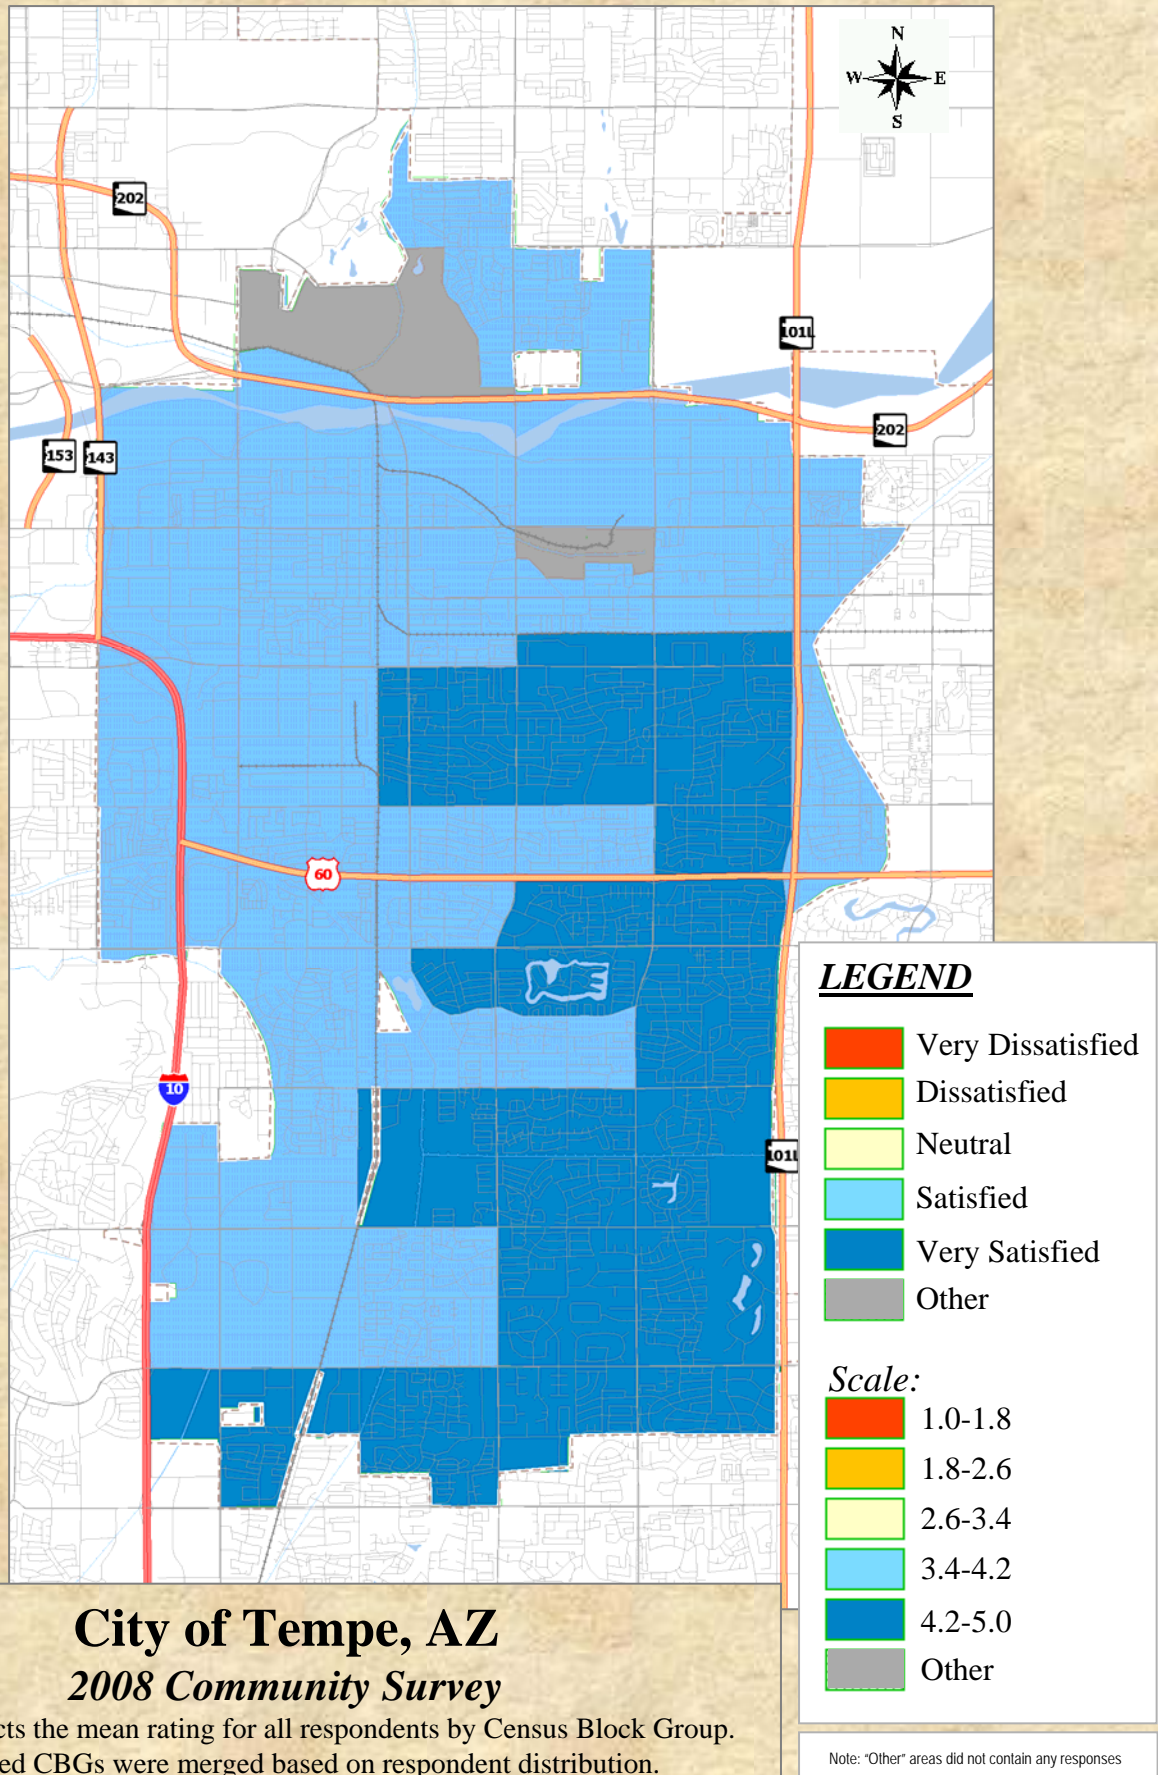 N
W E
S
202
101L
202
153 143
60
10
101L
LEGEND
Very Dissatisfied
Dissatisfied
Neutral
Satisfied
Very Satisfied
Other
Scale:
1.0-1.8
1.8-2.6
2.6-3.4
3.4-4.2
4.2-5.0
Other
City of Tempe, AZ
2008 Community Survey
the mean rating for all respondents by Census Block Group.
CBGs were merged based on respondent distribution.
Note: "Other" areas did not contain any responses